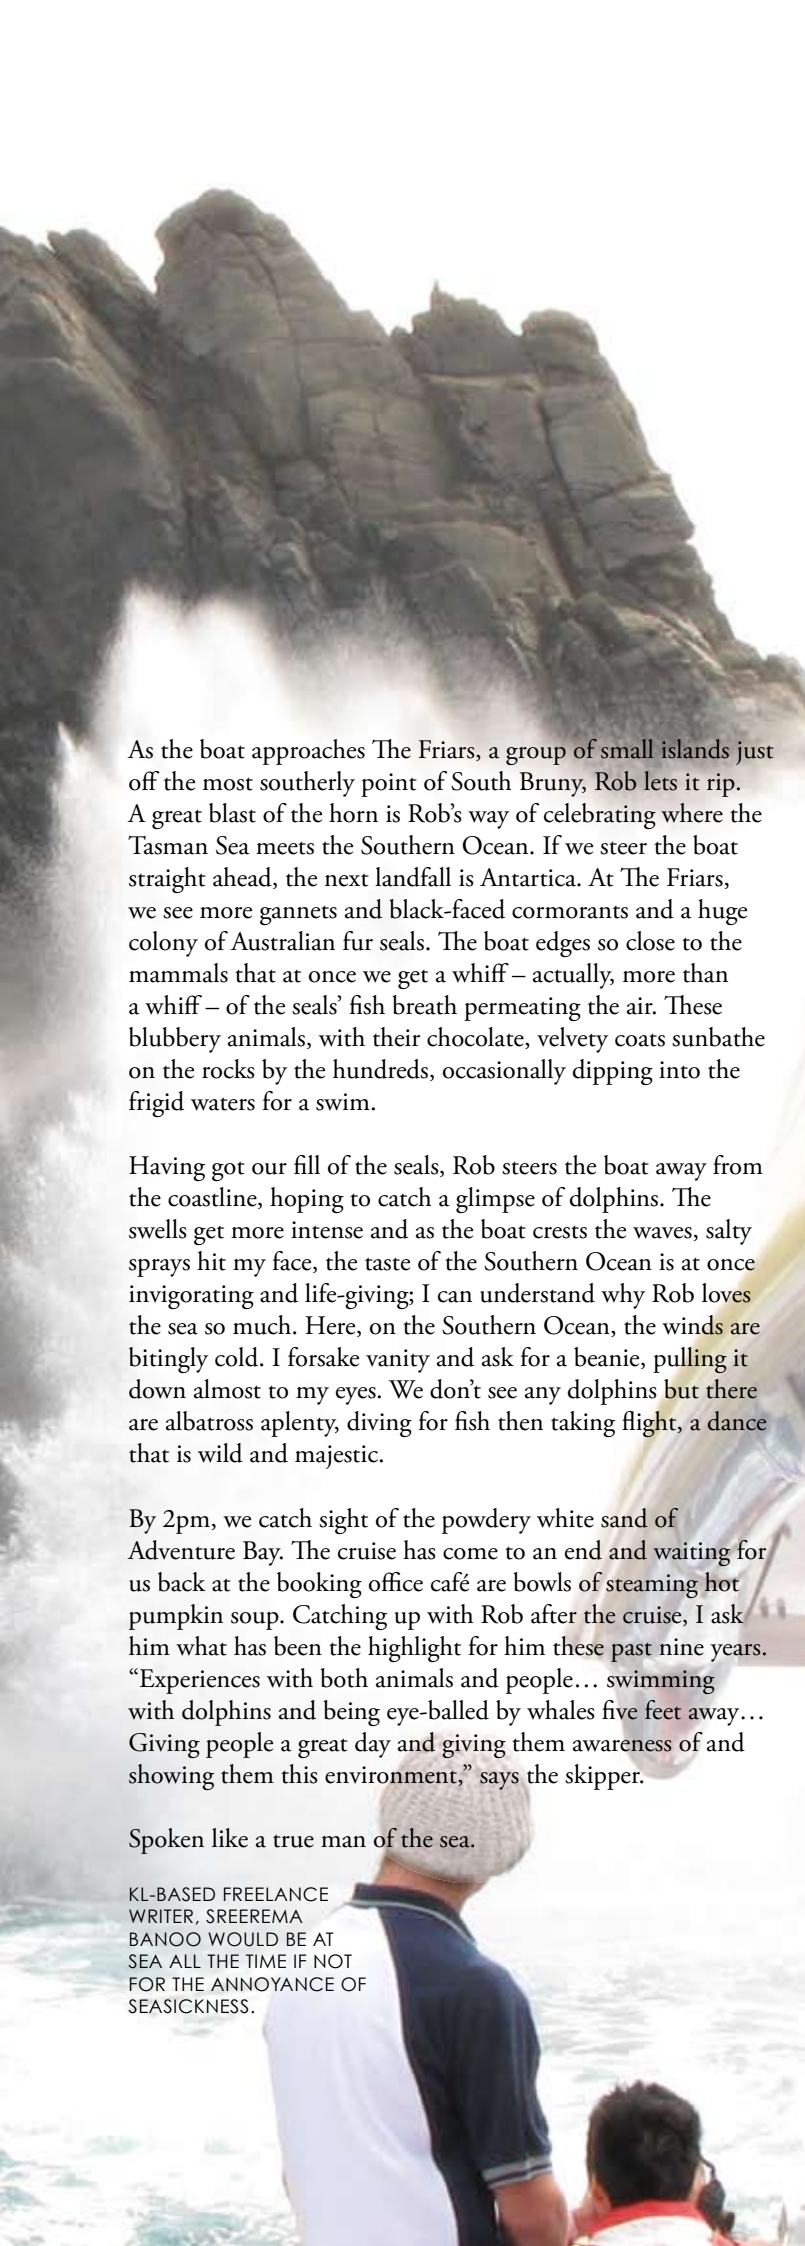 As the boat approaches The Friars, a group of small islands just
off the most southerly point of South Bruny, Rob lets it rip.
A great blast of the horn is Rob’s way of celebrating where the
Tasman Sea meets the Southern Ocean. If we steer the boat
straight ahead, the next landfall is Antartica. At The Friars,
we see more gannets and black-faced cormorants and a huge
colony of Australian fur seals. The boat edges so close to the
mammals that at once we get a whiff – actually, more than
a whiff – of the seals’ fish breath permeating the air. These
blubbery animals, with their chocolate, velvety coats sunbathe
on the rocks by the hundreds, occasionally dipping into the
frigid waters for a swim.

Having got our fill of the seals, Rob steers the boat away from
the coastline, hoping to catch a glimpse of dolphins. The
swells get more intense and as the boat crests the waves, salty
sprays hit my face, the taste of the Southern Ocean is at once
invigorating and life-giving; I can understand why Rob loves
the sea so much. Here, on the Southern Ocean, the winds are
bitingly cold. I forsake vanity and ask for a beanie, pulling it
down almost to my eyes. We don’t see any dolphins but there
are albatross aplenty, diving for fish then taking flight, a dance
that is wild and majestic.

By 2pm, we catch sight of the powdery white sand of
Adventure Bay. The cruise has come to an end and waiting for
us back at the booking office café are bowls of steaming hot
pumpkin soup. Catching up with Rob after the cruise, I ask
him what has been the highlight for him these past nine years.
“Experiences with both animals and people… swimming
with dolphins and being eye-balled by whales five feet away…
Giving people a great day and giving them awareness of and
showing them this environment,” says the skipper.

Spoken like a true man of the sea.

KL-BASED FREELANCE
WRITER, SREEREMA
BANOO WOULD BE AT
SEA ALL THE TIME IF NOT
FOR THE ANNOYANCE OF
SEASICKNESS.